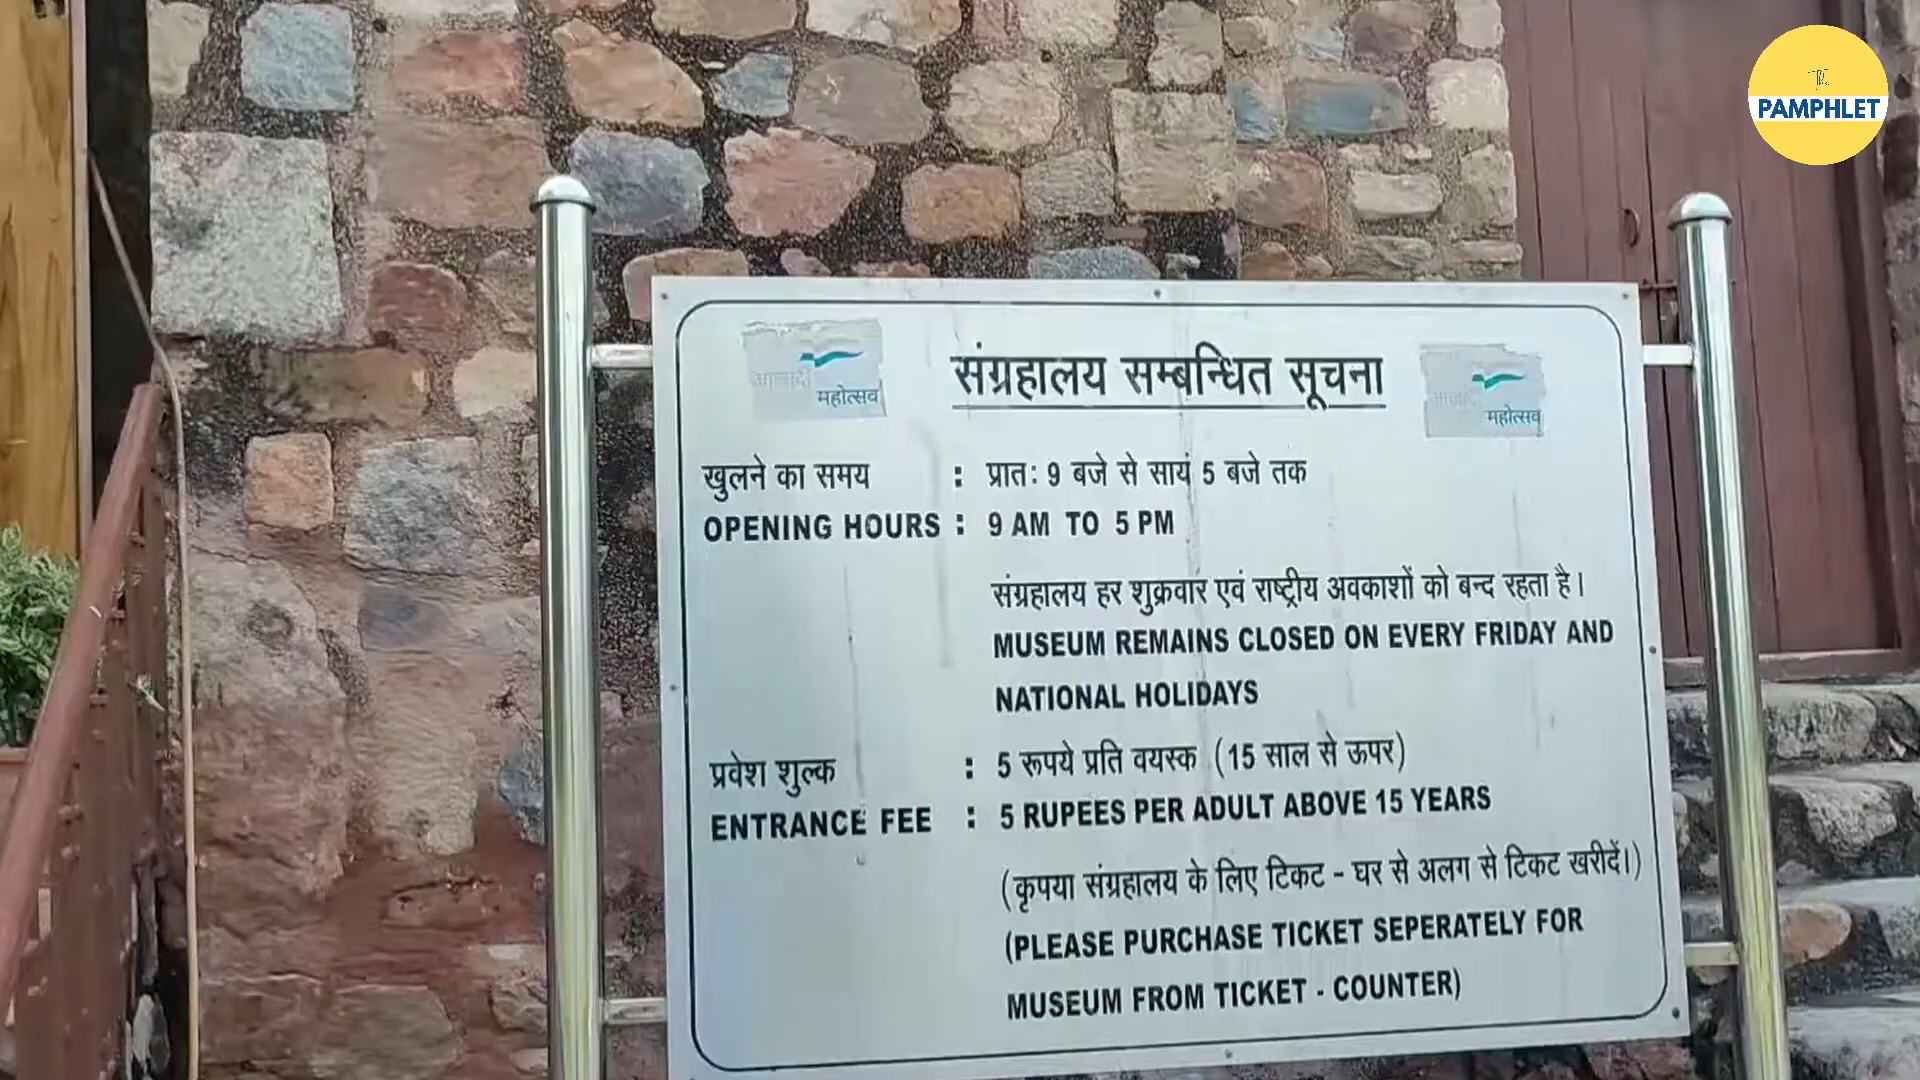 PAMPHLET
महोत्सव
संग्रहालय सम्बन्धित सूचना
महोत्सव
खुलने का समय : प्रातः 9 बजे से सायं 5 बजे तक
OPENING HOURS : 9 AM TO 5 PM
संग्रहालय हर शुक्रवार एवं राष्ट्रीय अवकाशों को बन्द रहता है।
MUSEUM REMAINS CLOSED ON EVERY FRIDAY AND
NATIONAL HOLIDAYS
प्रवेश शुल्क : 5 रूपये प्रति वयस्क (15 साल से ऊपर)
ENTRANCE FEE : 5 RUPEES PER ADULT ABOVE 15 YEARS
(कृपया संग्रहालय के लिए टिकट - घर से अलग से टिकट खरीदें।)
(PLEASE PURCHASE TICKET SEPERATELY FOR
MUSEUM FROM TICKET - COUNTER)